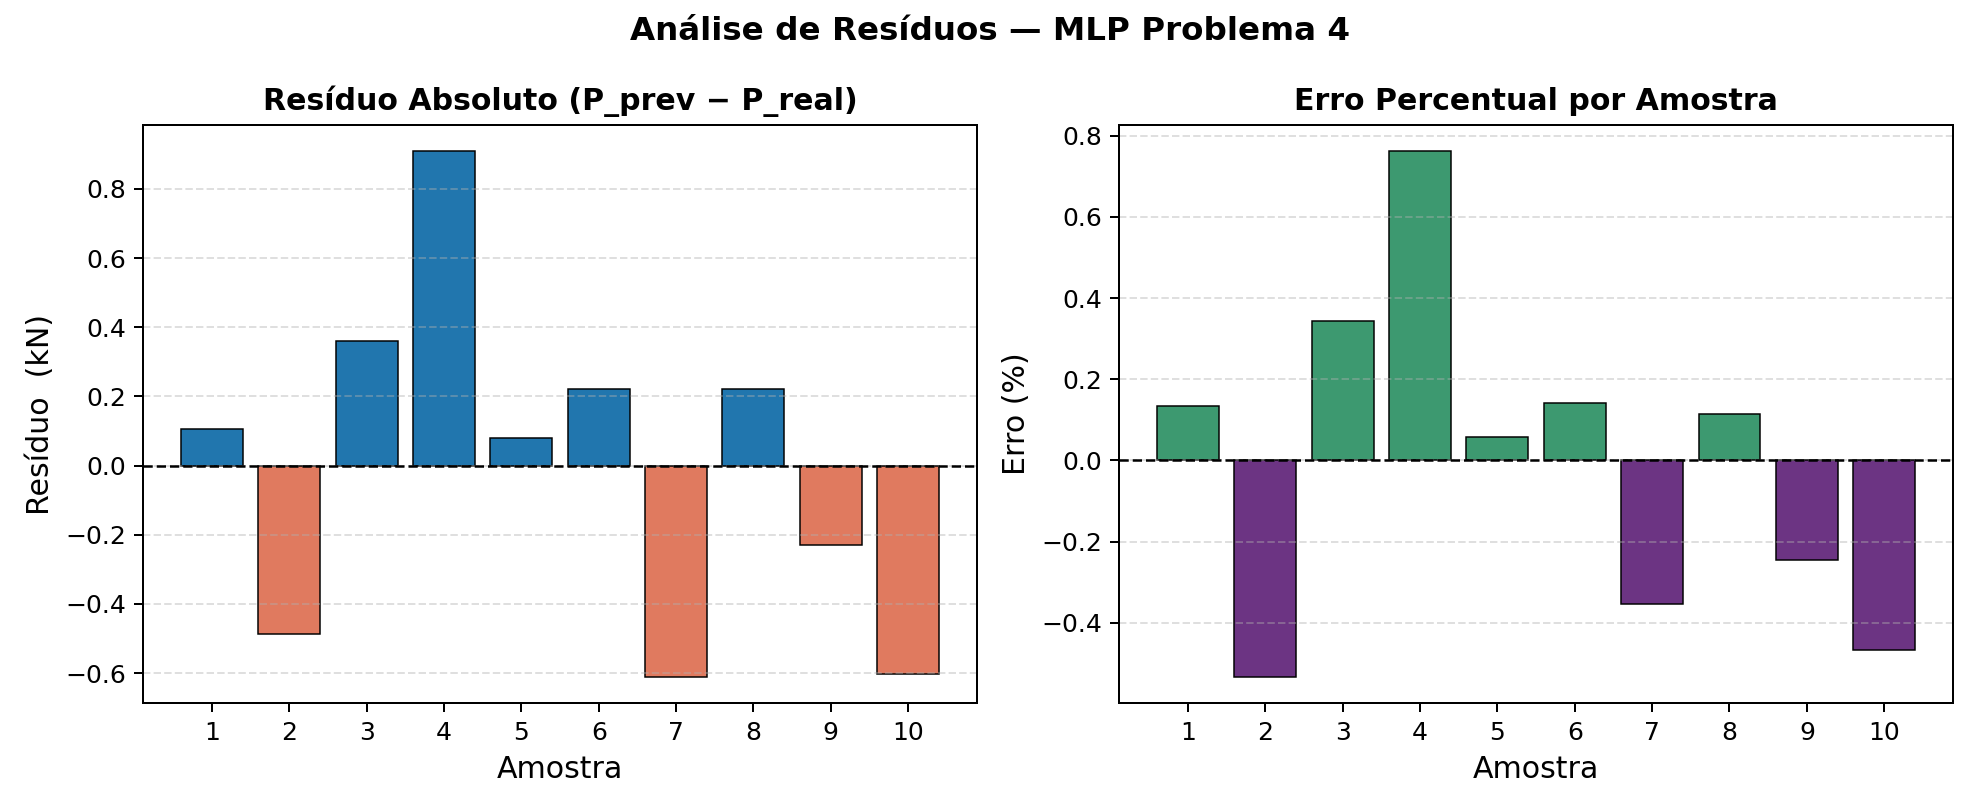 Análise de Resíduos — MLP Problema 4
Resíduo Absoluto (P_prev − P_real)
Resíduo (kN)
0.8
0.6
0.4
0.2
0.0
−0.2
−0.4
−0.6
1 2 3 4 5 6 7 8 9 10
Amostra
Erro Percentual por Amostra
Erro (%)
0.8
0.6
0.4
0.2
0.0
−0.2
−0.4
1 2 3 4 5 6 7 8 9 10
Amostra